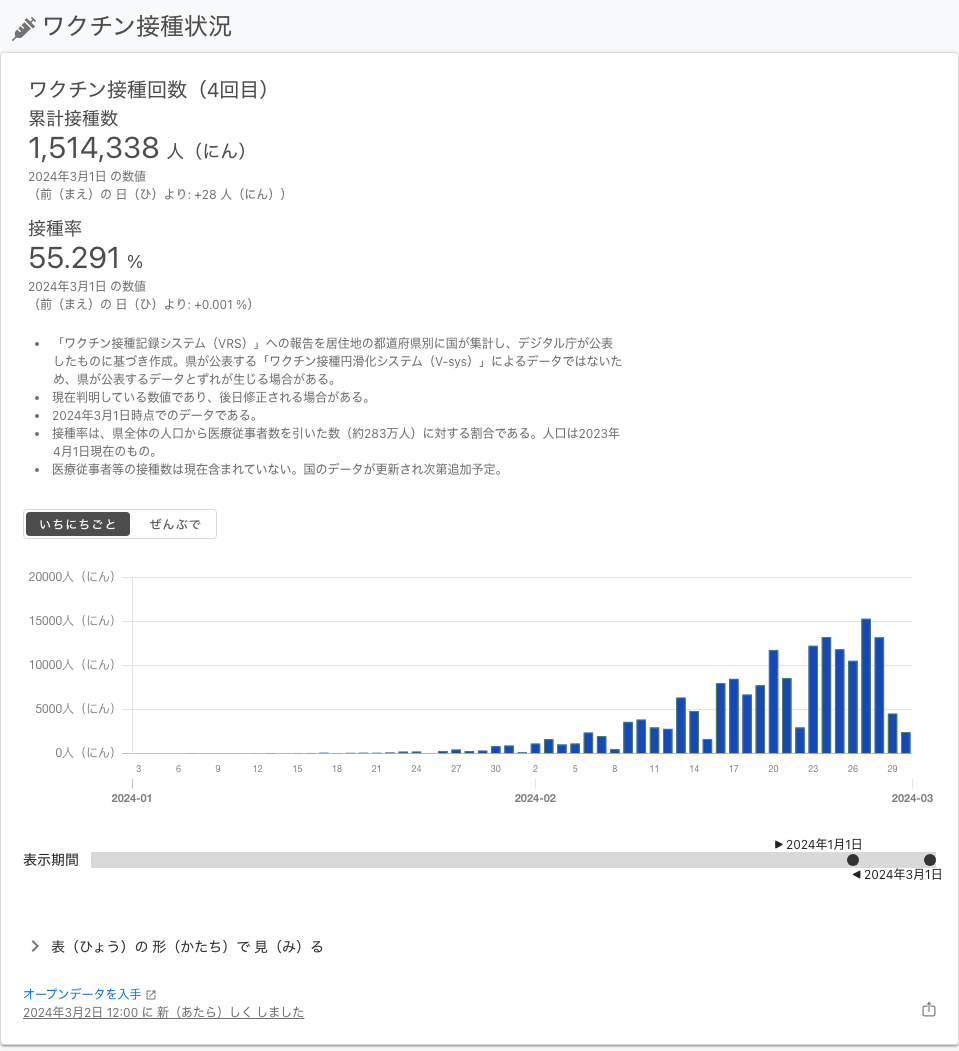 ワクチン接種状況
ワクチン接種回数（4回目）
累計接種数
1,514,338 人（にん）
2024年3月1日 の数値
（前（まえ）の 日（ひ）より: +28 人（にん））
接種率
55.291 %
2024年3月1日 の数値
（前（まえ）の 日（ひ）より: +0.001 %）
• 「ワクチン接種記録システム（VRS）」への報告を居住地の都道府県別に国が集計し、デジタル庁が公表
したものに基づき作成。県が公表する「ワクチン接種円滑化システム（V-sys）」によるデータではないた
め、県が公表するデータとずれが生じる場合がある。
• 現在判明している数値であり、後日修正される場合がある。
• 2024年3月1日時点でのデータである。
• 接種率は、県全体の人口から医療従事者数を引いた数（約283万人）に対する割合である。人口は2023年
4月1日現在のもの。
• 医療従事者等の接種数は現在含まれていない。国のデータが更新され次第追加予定。
いちにちごと ぜんぶで
20000人（にん）
15000人（にん）
10000人（にん）
5000人（にん）
0人（にん）
3 6 9 12 15 18 21 24 27 30 2 5 8 11 14 17 20 23 26 29
2024-01 2024-02 2024-03
▶ 2024年1月1日
表示期間
◀ 2024年3月1日
表（ひょう）の 形（かたち）で 見（み）る
オープンデータを入手
2024年3月2日 12:00 に 新（あたら）しく しました